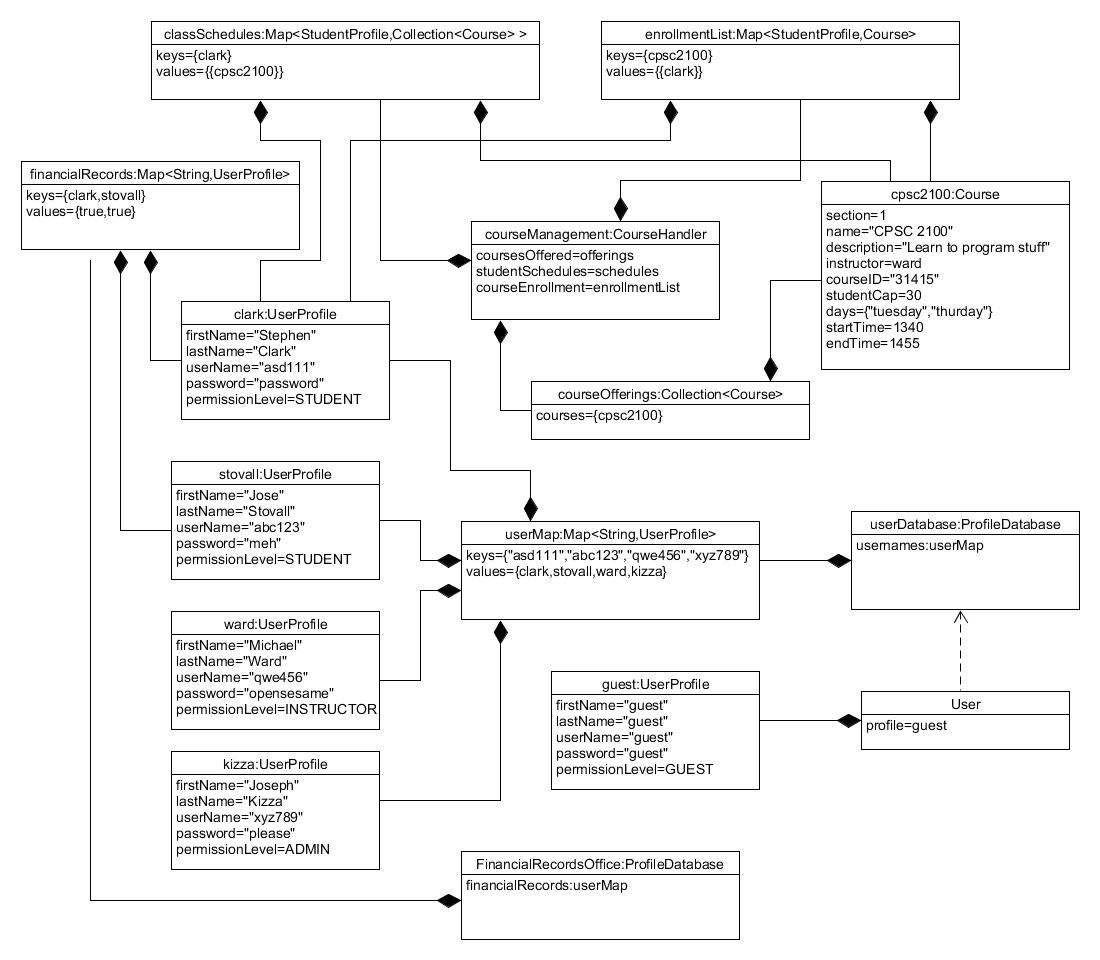 classSchedules:Map<StudentProfile,Collection<Course> >
keys={clark}
values={{cpsc2100}}
enrollmentList:Map<StudentProfile,Course>
keys={cpsc2100}
values={{clark}}
financialRecords:Map<String,UserProfile>
keys={clark,stovall}
values={true,true}
cpsc2100:Course
section=1
name="CPSC 2100"
description="Learn to program stuff"
instructor=ward
courseID="31415"
studentCap=30
days={"tuesday","thurday"}
startTime=1340
endTime=1455
courseManagement:CourseHandler
coursesOffered=offerings
studentSchedules=schedules
courseEnrollment=enrollmentList
clark:UserProfile
firstName="Stephen"
lastName="Clark"
userName="asd111"
password="password"
permissionLevel=STUDENT
courseOfferings:Collection<Course>
courses={cpsc2100}
stovall:UserProfile
firstName="Jose"
lastName="Stovall"
userName="abc123"
password="meh"
permissionLevel=STUDENT
userMap:Map<String,UserProfile>
keys={"asd111","abc123","qwe456","xyz789"}
values={clark,stovall,ward,kizza}
userDatabase:ProfileDatabase
usernames:userMap
ward:UserProfile
firstName="Michael"
lastName="Ward"
userName="qwe456"
password="opensesame"
permissionLevel=INSTRUCTOR
guest:UserProfile
firstName="guest"
lastName="guest"
userName="guest"
password="guest"
permissionLevel=GUEST
User
profile=guest
kizza:UserProfile
firstName="Joseph"
lastName="Kizza"
userName="xyz789"
password="please"
permissionLevel=ADMIN
FinancialRecordsOffice:ProfileDatabase
financialRecords:userMap